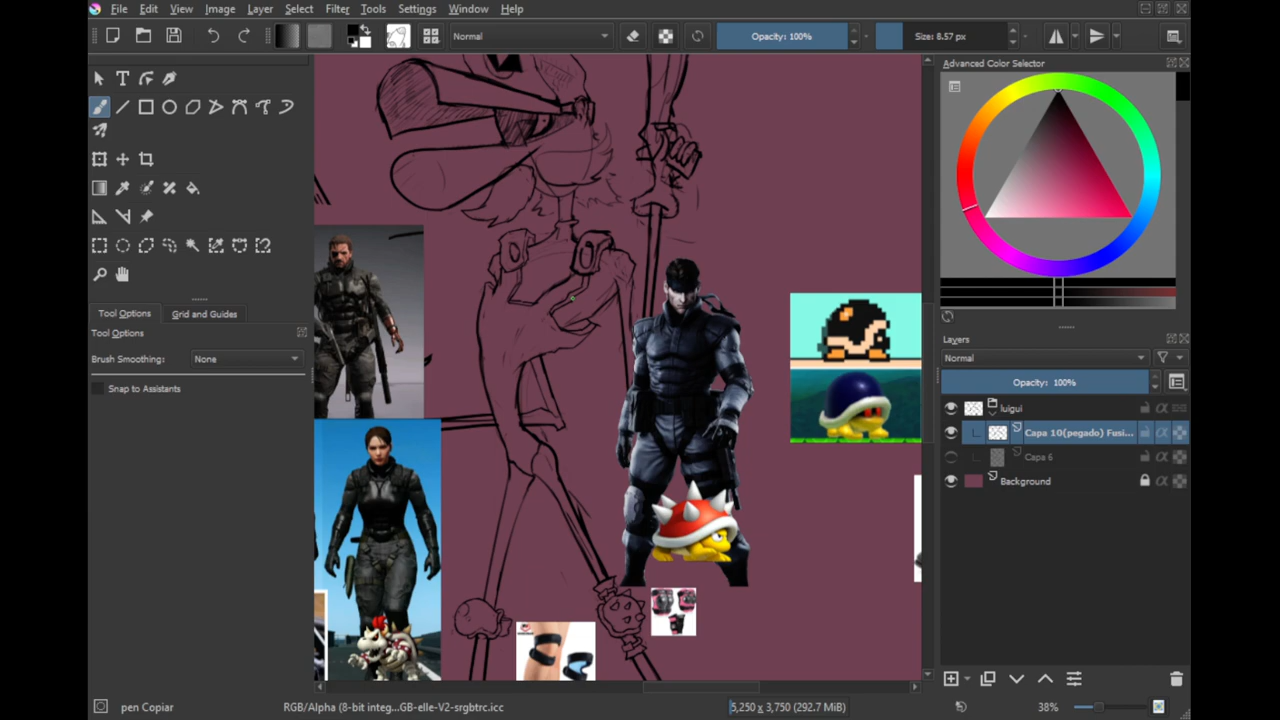 File Edit View Image Layer Select Filter Tools Settings Window Help
Normal
Opacity: 100%
Size: 8.57 px
Advanced Color Selector
Tool Options
Grid and Guides
Tool Options
Brush Smoothing:
None
Snap to Assistants
Layers
Normal
Opacity: 100%
luigui
Capa 10(pegado) Fusi...
Capa 6
Background
pen Copiar
RGB/Alpha (8-bit integ...GB-elle-V2-srgbtrc.icc
5,250 x 3,750 (292.7 MiB)
38%